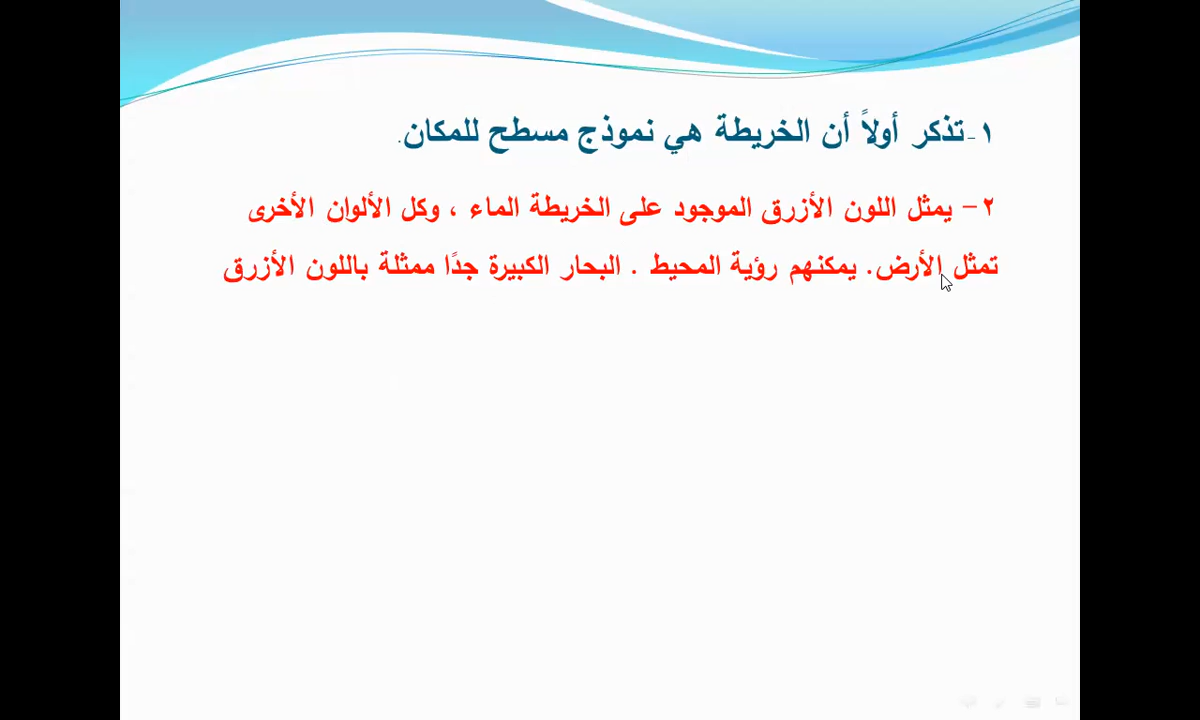 ١-تذكر أولاً أن الخريطة هي نموذج مسطح للمكان.
٢- يمثل اللون الأزرق الموجود على الخريطة الماء ، وكل الألوان الأخرى
تمثل الأرض. يمكنهم رؤية المحيط . البحار الكبيرة جدًا ممثلة باللون الأزرق